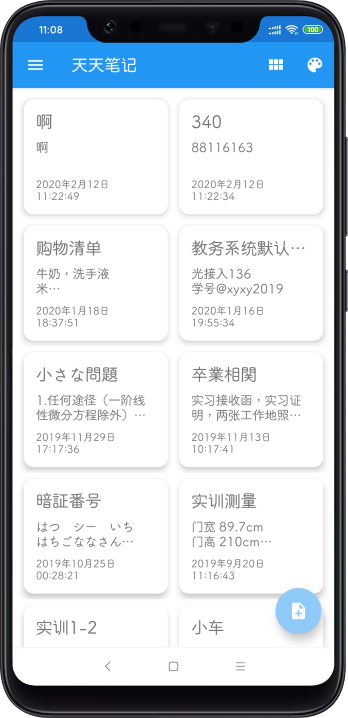 11:08
100
天天笔记
啊
啊
2020年2月12日
11:22:49
340
88116163
2020年2月12日
11:22:34
购物清单
牛奶，洗手液
米…
2020年1月18日
18:37:51
教务系统默认…
光接入136
学号@xyxy2019
2020年1月16日
19:55:34
小さな問題
1.任何途径（一阶线
性微分方程除外）…
2019年11月29日
17:17:36
卒業相関
实习接收函，实习证
明，两张工作地照…
2019年11月13日
10:17:41
暗証番号
はつ　シー　いち
はちごななさん…
2019年10月25日
00:28:21
实训测量
门宽 89.7cm
门高 210cm…
2019年9月20日
11:16:43
实训1-2
小车